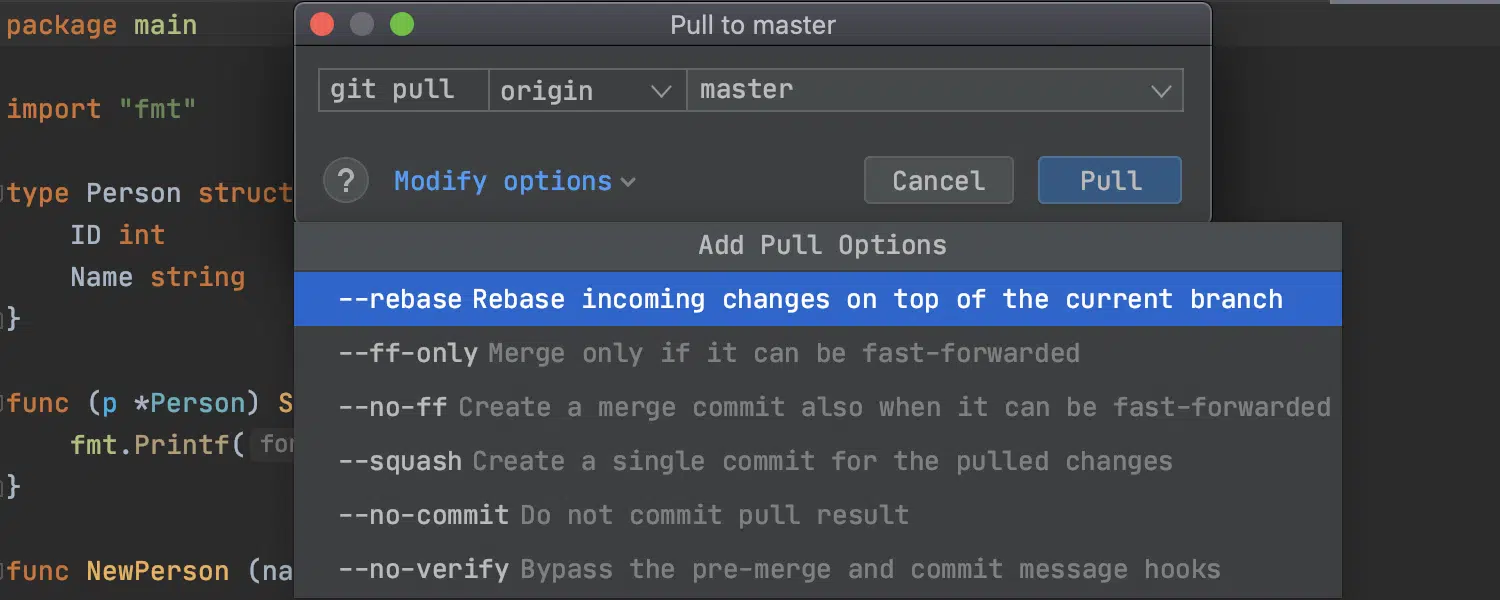 package main
import "fmt"
type Person struct
ID int
Name string
}
func (p *Person) S
fmt.Printf( for
}
func NewPerson (na
Pull to master
git pull origin master
? Modify options Cancel Pull
Add Pull Options
--rebase Rebase incoming changes on top of the current branch
--ff-only Merge only if it can be fast-forwarded
--no-ff Create a merge commit also when it can be fast-forwarded
--squash Create a single commit for the pulled changes
--no-commit Do not commit pull result
--no-verify Bypass the pre-merge and commit message hooks